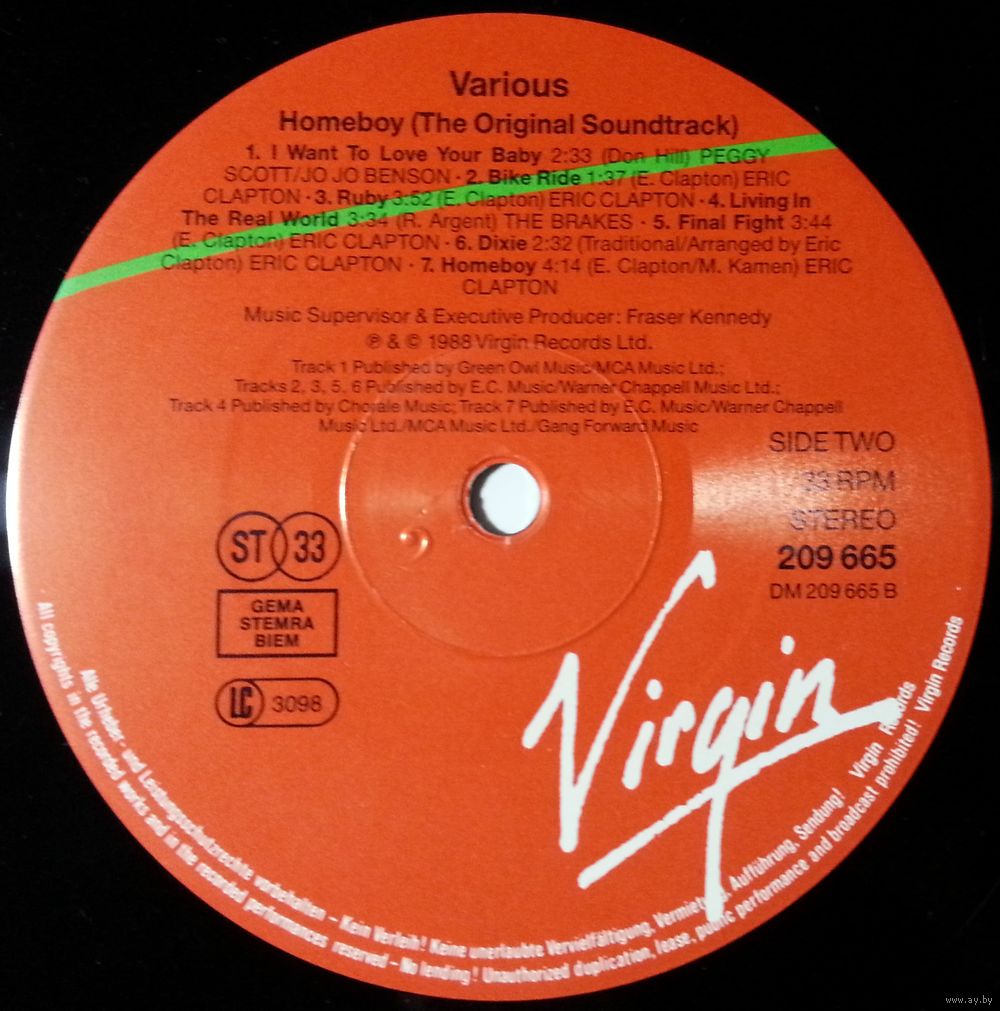 Various
Homeboy (The Original Soundtrack)
1. I Want To Love Your Baby 2:33 (Don Hill) PEGGY
SCOTT/JO JO BENSON · 2. Bike Ride 1:37 (E. Clapton) ERIC
CLAPTON · 3. Ruby 3:52 (E. Clapton) ERIC CLAPTON · 4. Living In
The Real World 3:34 (R. Argent) THE BRAKES · 5. Final Fight 3:44
(E. Clapton) ERIC CLAPTON · 6. Dixie 2:32 (Traditional/Arranged by Eric
Clapton) ERIC CLAPTON · 7. Homeboy 4:14 (E. Clapton/M. Kamen) ERIC
CLAPTON
Music Supervisor & Executive Producer: Fraser Kennedy
℗ & © 1988 Virgin Records Ltd.
Track 1 Published by Green Owl Music/MCA Music Ltd.;
Tracks 2, 3, 5, 6 Published by E.C. Music/Warner Chappell Music Ltd.;
Track 4 Published by Chorale Music; Track 7 Published by E.C. Music/Warner Chappell
Music Ltd./MCA Music Ltd./Gang Forward Music
SIDE TWO
33 RPM
STEREO
209 665
DM 209 665 B
ST 33
GEMA
STEMRA
BIEM
LC 3098
Virgin
Alle Urheber- und Leistungsschutzrechte vorbehalten – Kein Verleih! Keine unerlaubte Vervielfältigung, Vermietung, Aufführung, Sendung! Virgin Records
All copyrights in the recorded works and in the recorded performances reserved – No lending! Unauthorized duplication, lease, public performance and broadcast prohibited! Virgin Records
www.ay.by